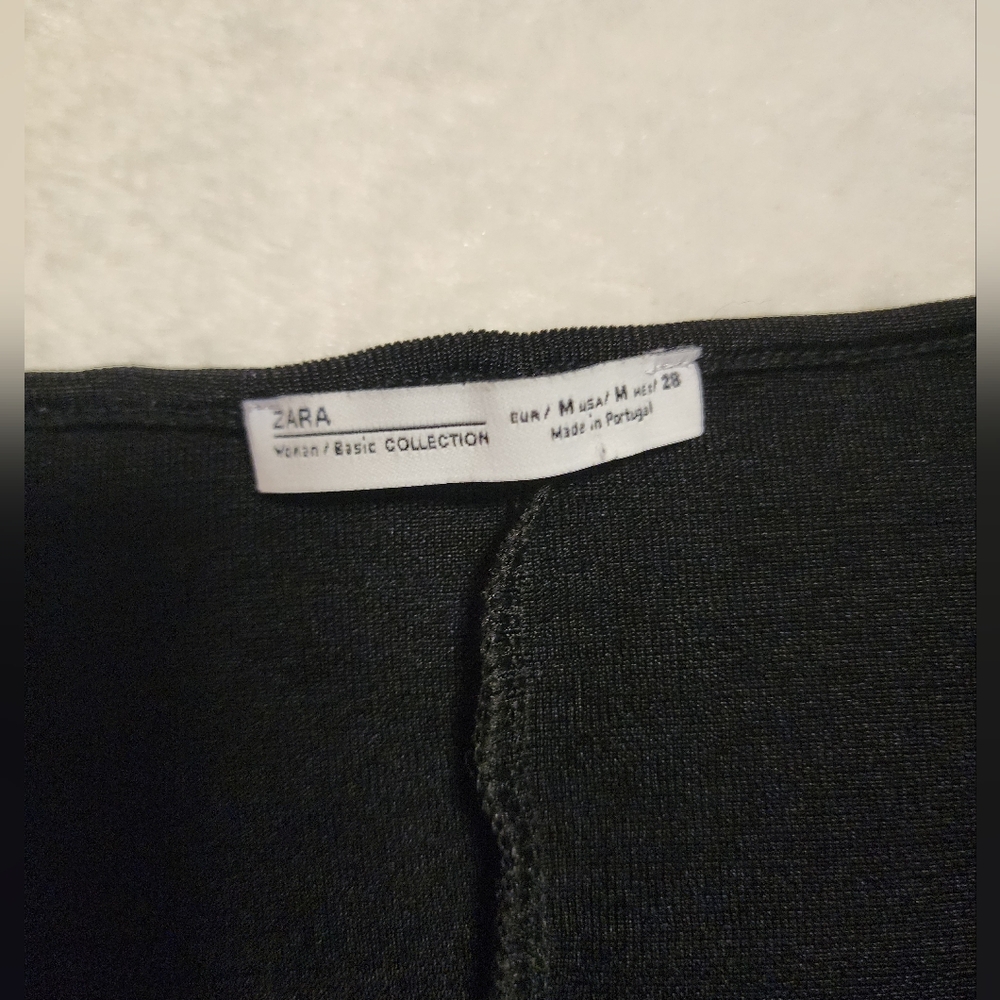 ZARA
Woman / Basic COLLECTION
EUR / M USA / M MEX / 28
Made in Portugal